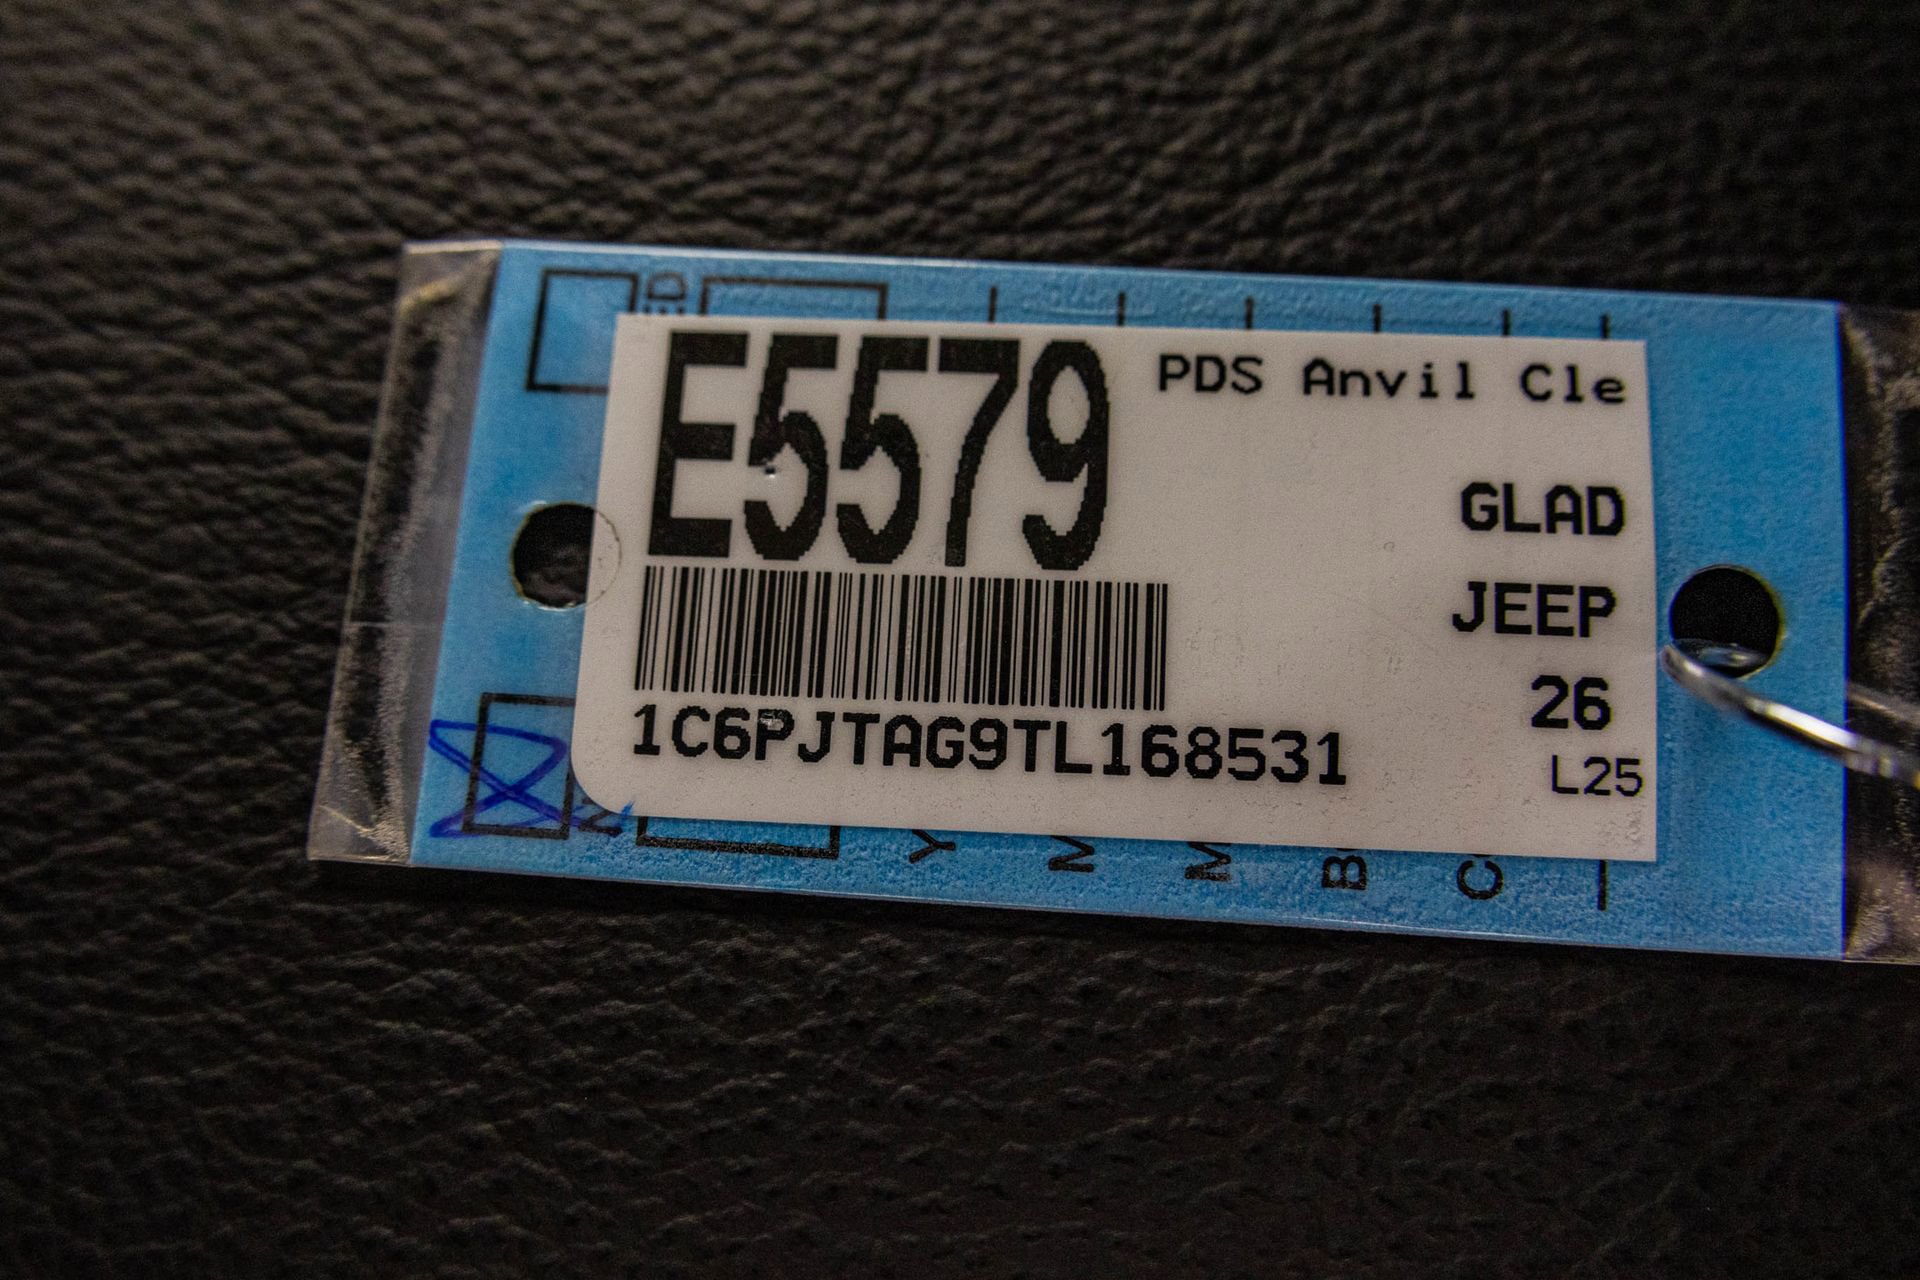 E5579
PDS Anvil Cle
GLAD
JEEP
26
L25
1C6PJTAG9TL168531